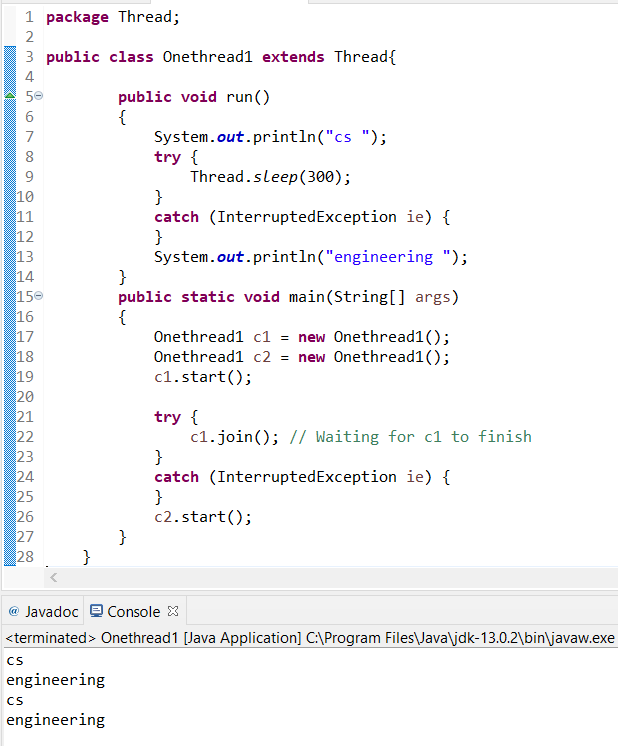 1 package Thread;
2
3 public class Onethread1 extends Thread{
4
5 public void run()
6 {
7 System.out.println("cs ");
8 try {
9 Thread.sleep(300);
10 }
11 catch (InterruptedException ie) {
12 }
13 System.out.println("engineering ");
14 }
15 public static void main(String[] args)
16 {
17 Onethread1 c1 = new Onethread1();
18 Onethread1 c2 = new Onethread1();
19 c1.start();
20
21 try {
22 c1.join(); // Waiting for c1 to finish
23 }
24 catch (InterruptedException ie) {
25 }
26 c2.start();
27 }
28 }
@ Javadoc Console
<terminated> Onethread1 [Java Application] C:\Program Files\Java\jdk-13.0.2\bin\javaw.exe
cs
engineering
cs
engineering